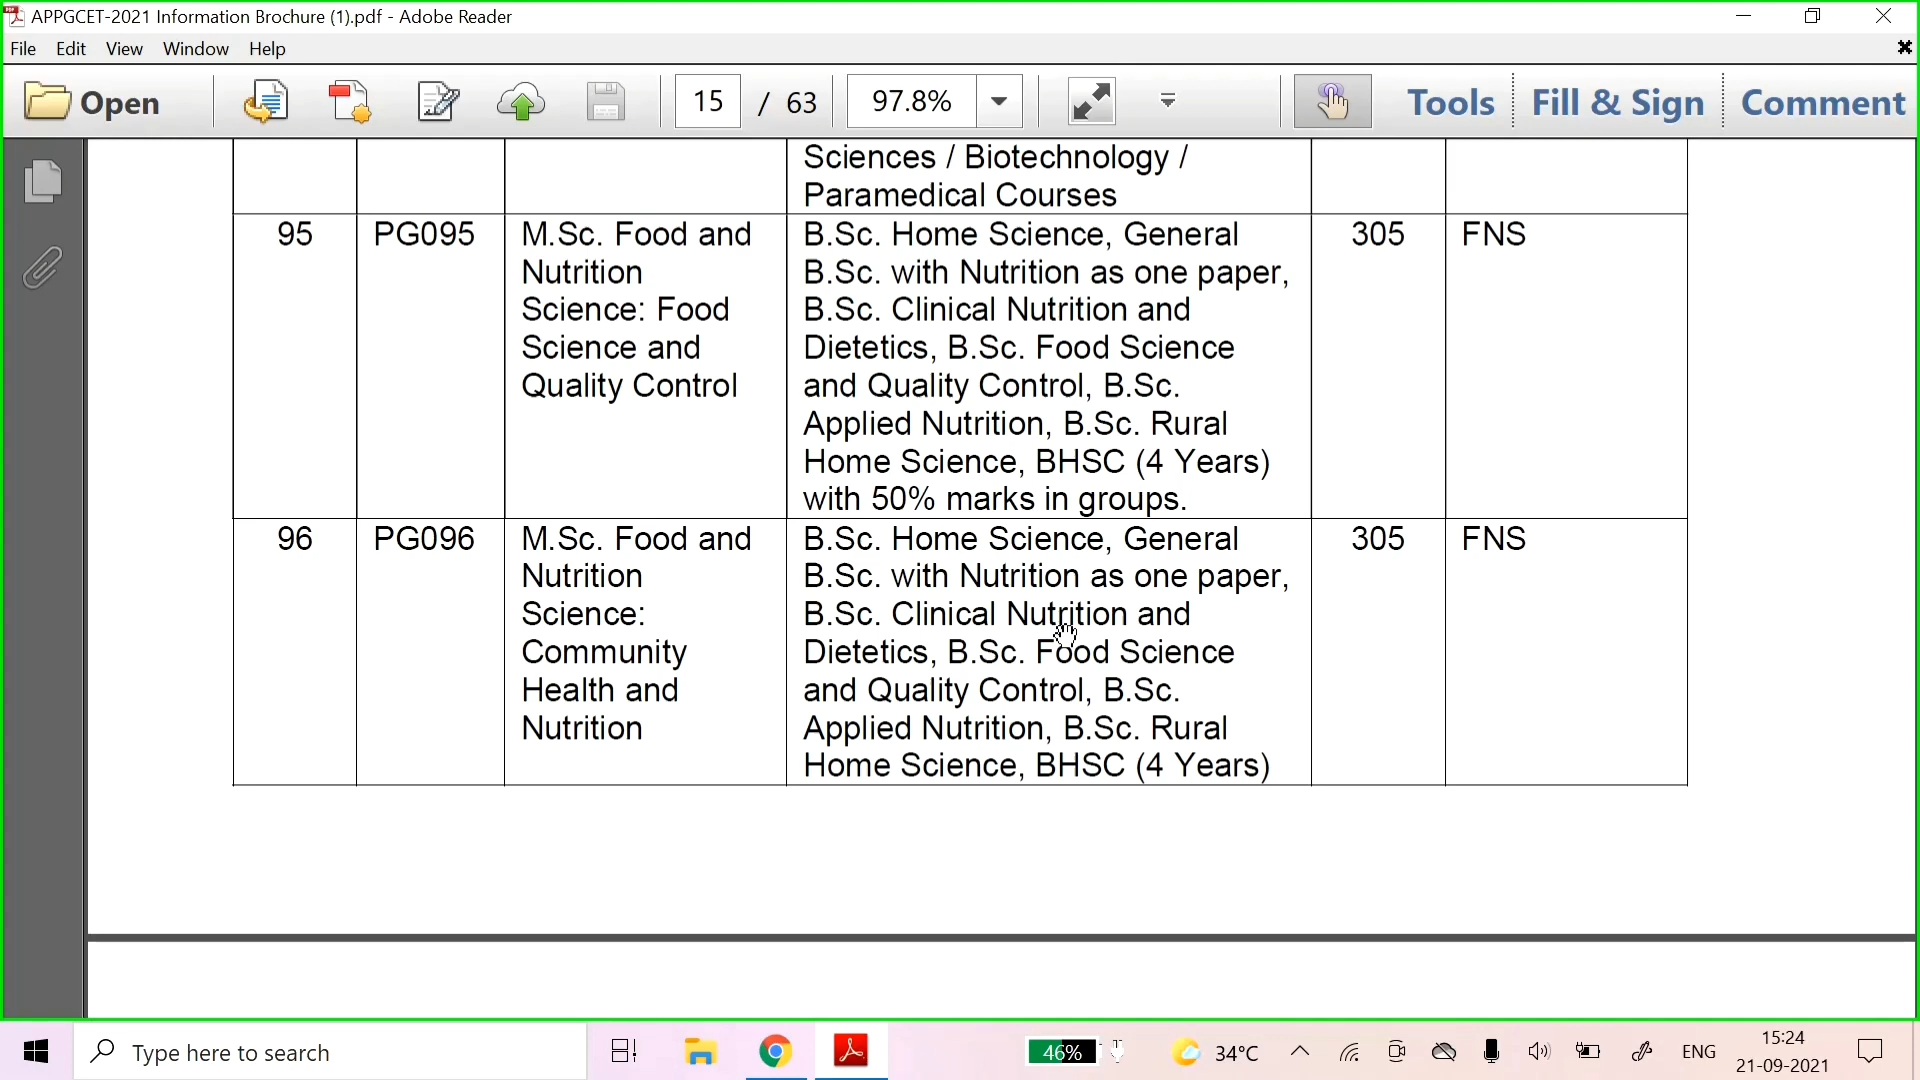 APPGCET-2021 Information Brochure (1).pdf - Adobe Reader
File Edit View Window Help
Open 15 / 63 97.8% Tools Fill & Sign Comment
Sciences / Biotechnology /
Paramedical Courses
95 PG095 M.Sc. Food and B.Sc. Home Science, General 305 FNS
Nutrition B.Sc. with Nutrition as one paper,
Science: Food B.Sc. Clinical Nutrition and
Science and Dietetics, B.Sc. Food Science
Quality Control and Quality Control, B.Sc.
Applied Nutrition, B.Sc. Rural
Home Science, BHSC (4 Years)
with 50% marks in groups.
96 PG096 M.Sc. Food and B.Sc. Home Science, General 305 FNS
Nutrition B.Sc. with Nutrition as one paper,
Science: B.Sc. Clinical Nutrition and
Community Dietetics, B.Sc. Food Science
Health and and Quality Control, B.Sc.
Nutrition Applied Nutrition, B.Sc. Rural
Home Science, BHSC (4 Years)
Type here to search 46% 34°C ENG 15:24
21-09-2021